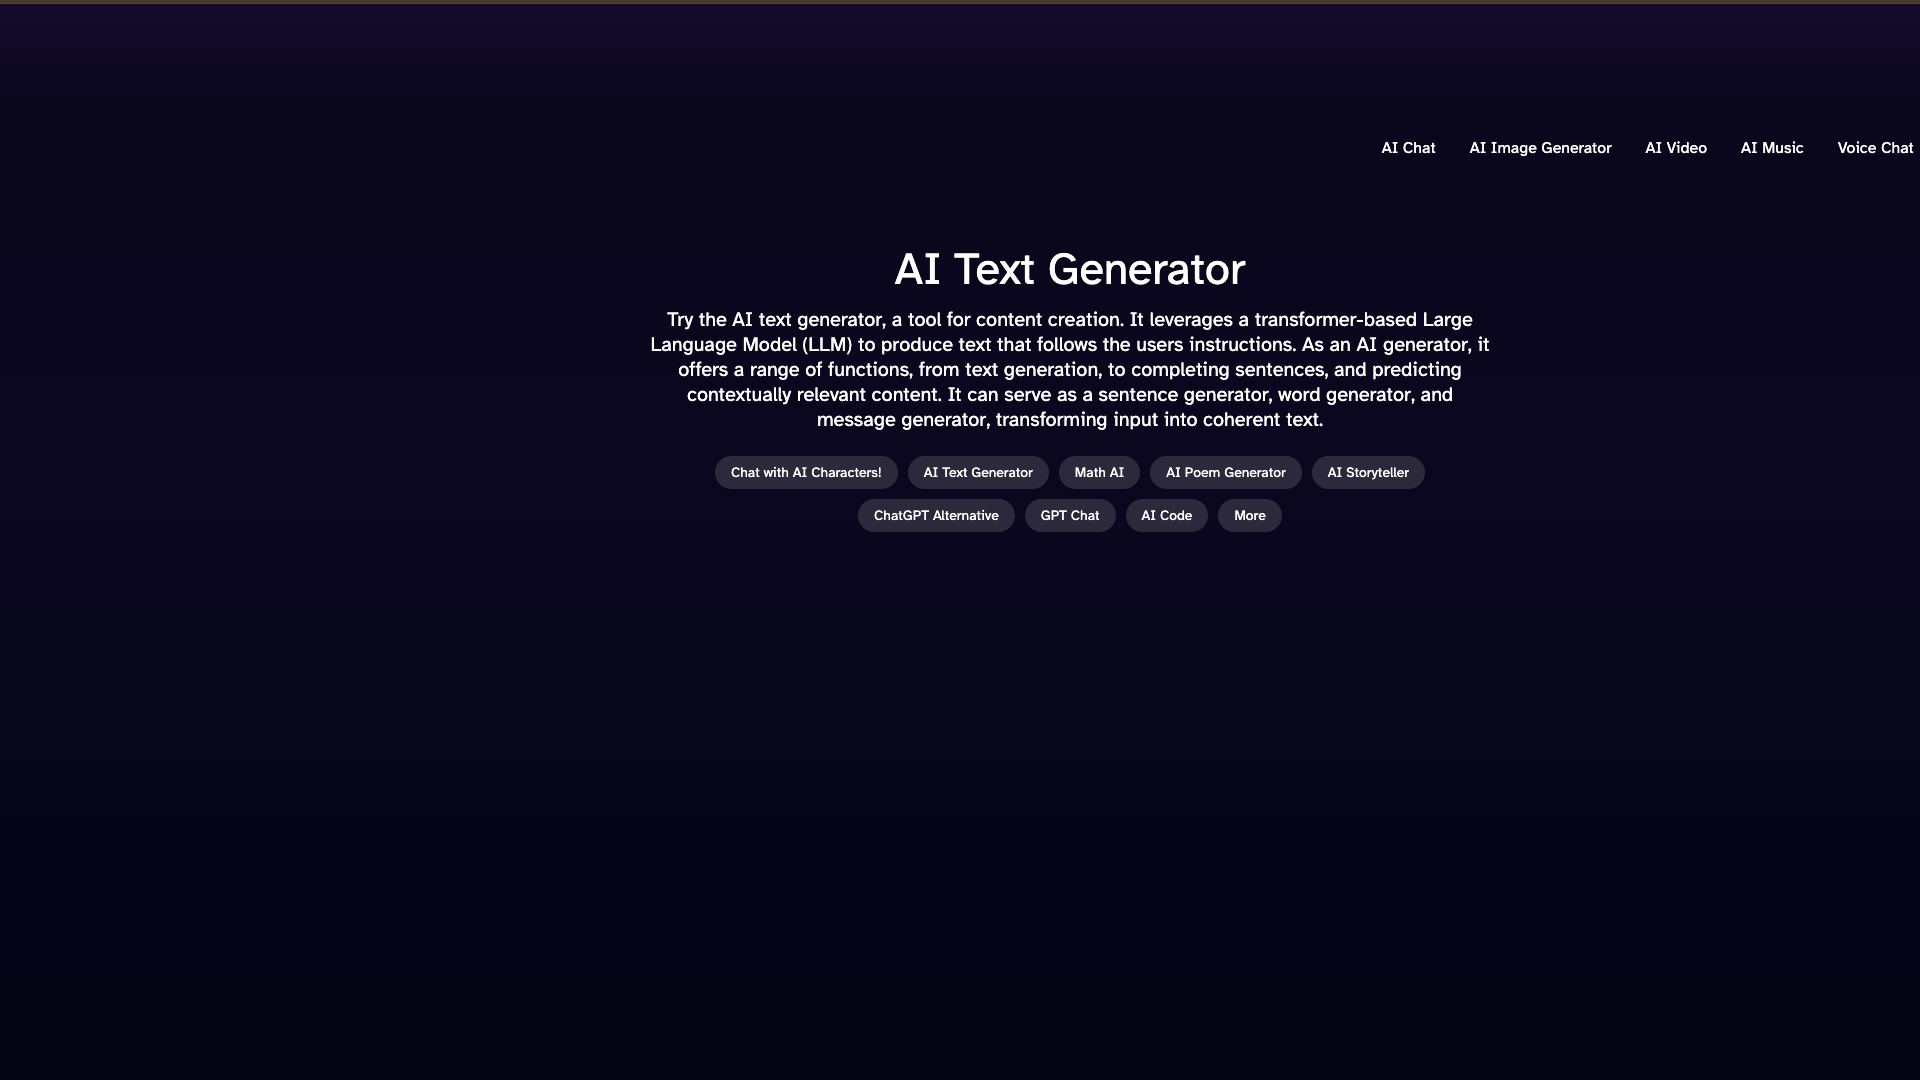 AI Chat AI Image Generator AI Video AI Music Voice Chat
AI Text Generator
Try the AI text generator, a tool for content creation. It leverages a transformer-based Large
Language Model (LLM) to produce text that follows the users instructions. As an AI generator, it
offers a range of functions, from text generation, to completing sentences, and predicting
contextually relevant content. It can serve as a sentence generator, word generator, and
message generator, transforming input into coherent text.
Chat with AI Characters! AI Text Generator Math AI AI Poem Generator AI Storyteller
ChatGPT Alternative GPT Chat AI Code More